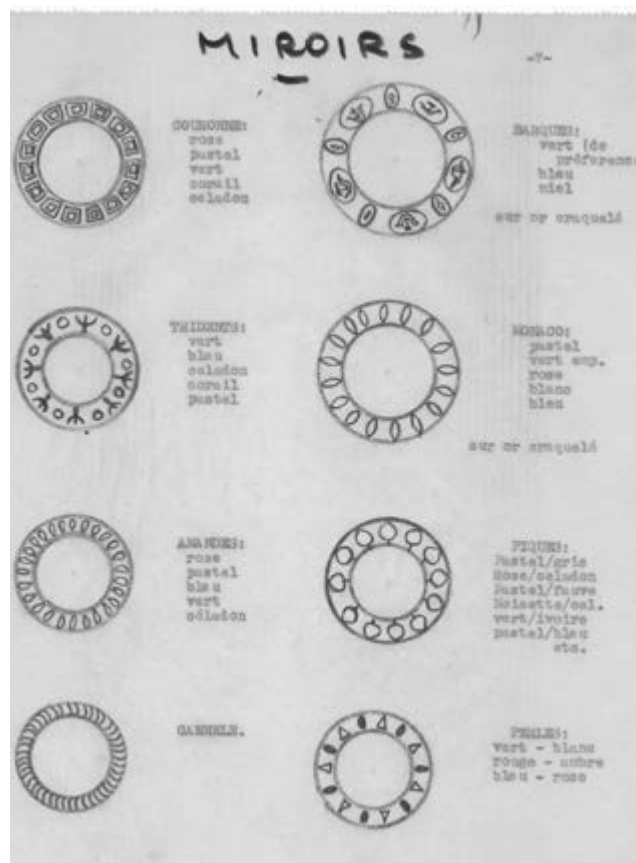 MIROIRS
-7-
COURONNE:
rose
pastel
vert
corail
celadon
BARQUES:
vert (de
préférence
bleu
miel
sur or craquelé
TRIDENTS:
vert
bleu
celadon
corail
pastel
MONACO:
pastel
vert emp.
rose
blanc
bleu
sur or craquelé
AMANDES:
rose
pastel
bleu
vert
céladon
PIQUES:
Pastel/gris
Rose/celadon
Pastel/fauve
Noisette/cel.
vert/ivoire
pastel/bleu
etc.
PERLES:
vert - blanc
rouge - ambre
bleu - rose